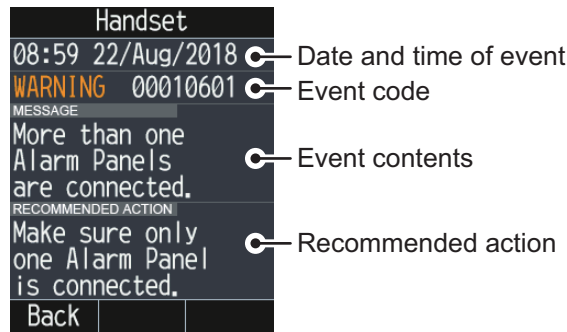 Handset
08:59 22/Aug/2018
Date and time of event
WARNING 00010601
Event code
MESSAGE
More than one
Alarm Panels
are connected.
Event contents
RECOMMENDED ACTION
Make sure only
one Alarm Panel
is connected.
Recommended action
Back